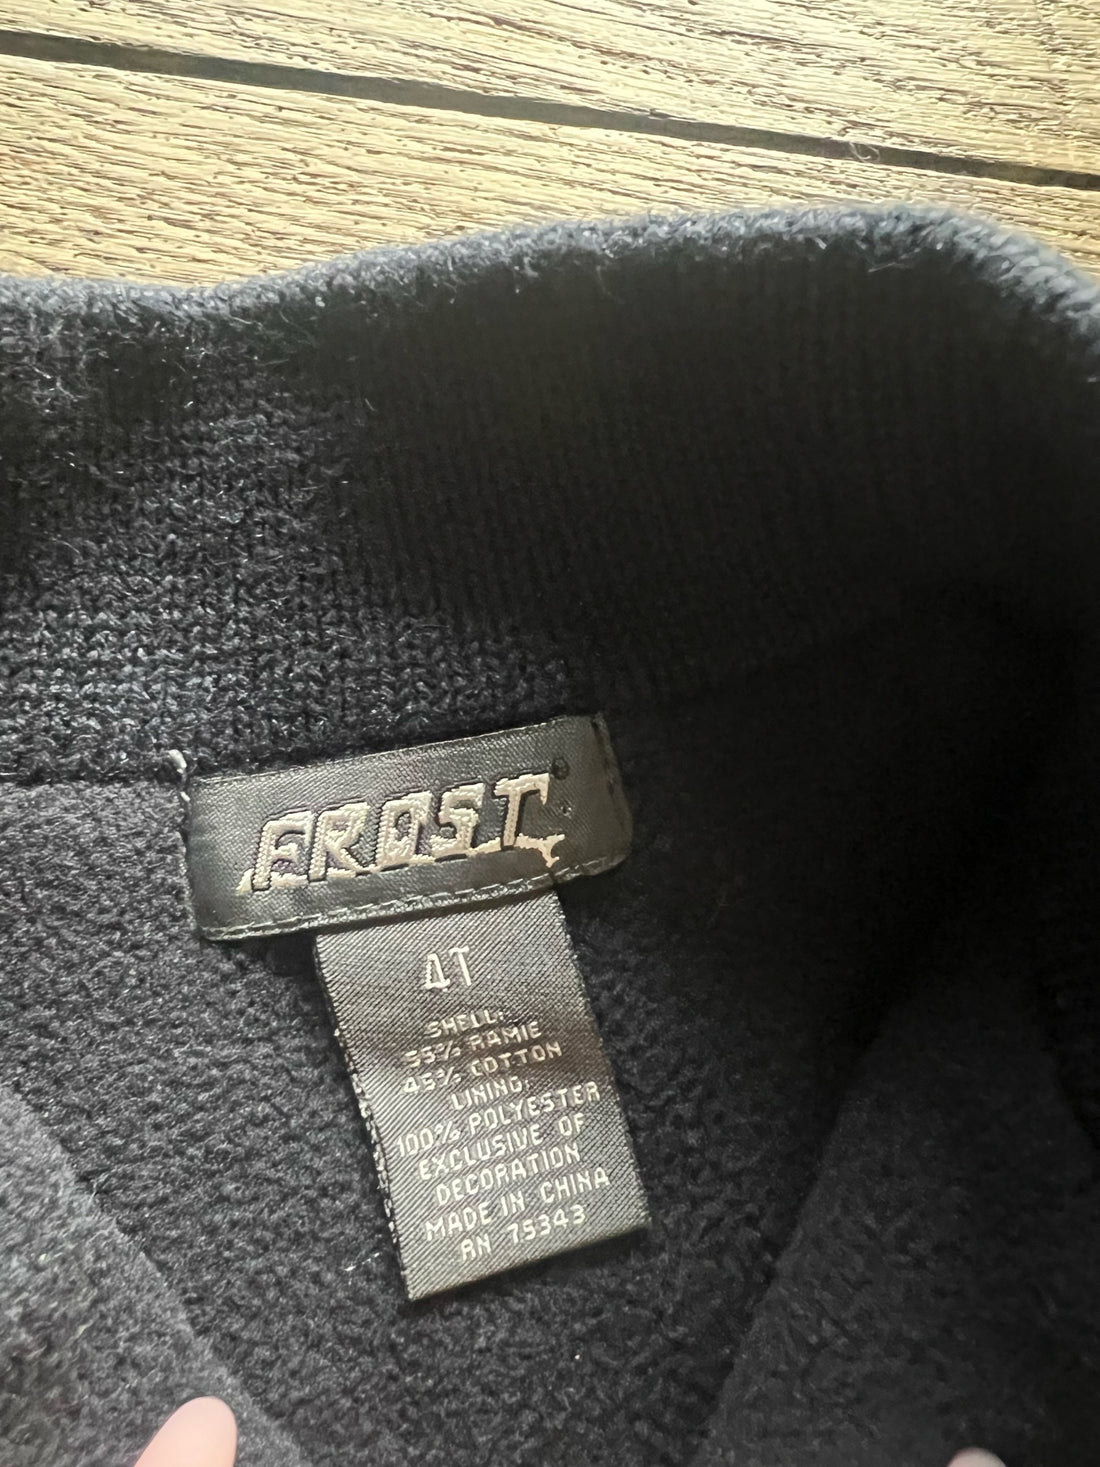 FROST
4T
SHELL:
55% RAMIE
45% COTTON
LINING:
100% POLYESTER
EXCLUSIVE OF
DECORATION
MADE IN CHINA
RN 75343